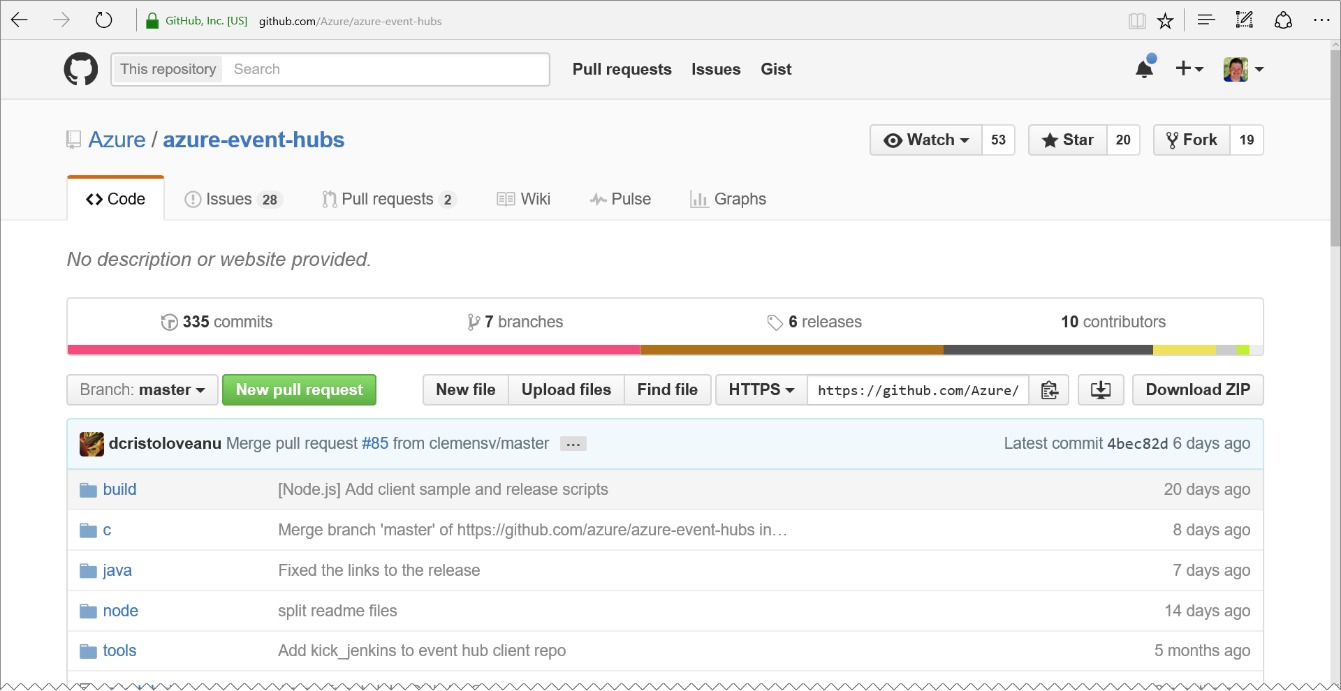 GitHub, Inc. [US] github.com/Azure/azure-event-hubs
This repository Search Pull requests Issues Gist
Azure / azure-event-hubs Watch 53 Star 20 Fork 19
Code Issues 28 Pull requests 2 Wiki Pulse Graphs
No description or website provided.
335 commits 7 branches 6 releases 10 contributors
Branch: master New pull request New file Upload files Find file HTTPS https://github.com/Azure/ Download ZIP
dcristoloveanu Merge pull request #85 from clemensv/master ... Latest commit 4bec82d 6 days ago
build [Node.js] Add client sample and release scripts 20 days ago
c Merge branch 'master' of https://github.com/azure/azure-event-hubs in... 8 days ago
java Fixed the links to the release 7 days ago
node split readme files 14 days ago
tools Add kick_jenkins to event hub client repo 5 months ago